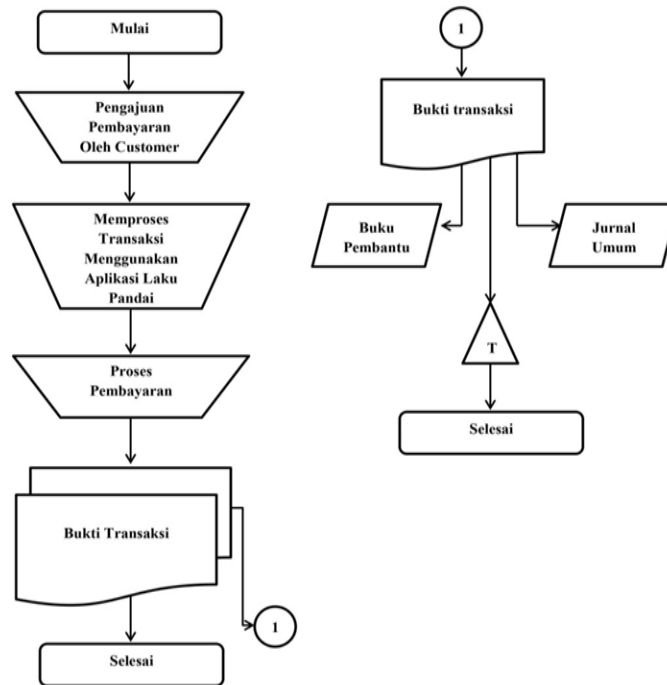 Mulai
Pengajuan
Pembayaran
Oleh Customer
Memproses
Transaksi
Menggunakan
Aplikasi Laku
Pandai
Proses
Pembayaran
Bukti Transaksi
1
Selesai
1
Bukti transaksi
Buku
Pembantu
Jurnal
Umum
T
Selesai